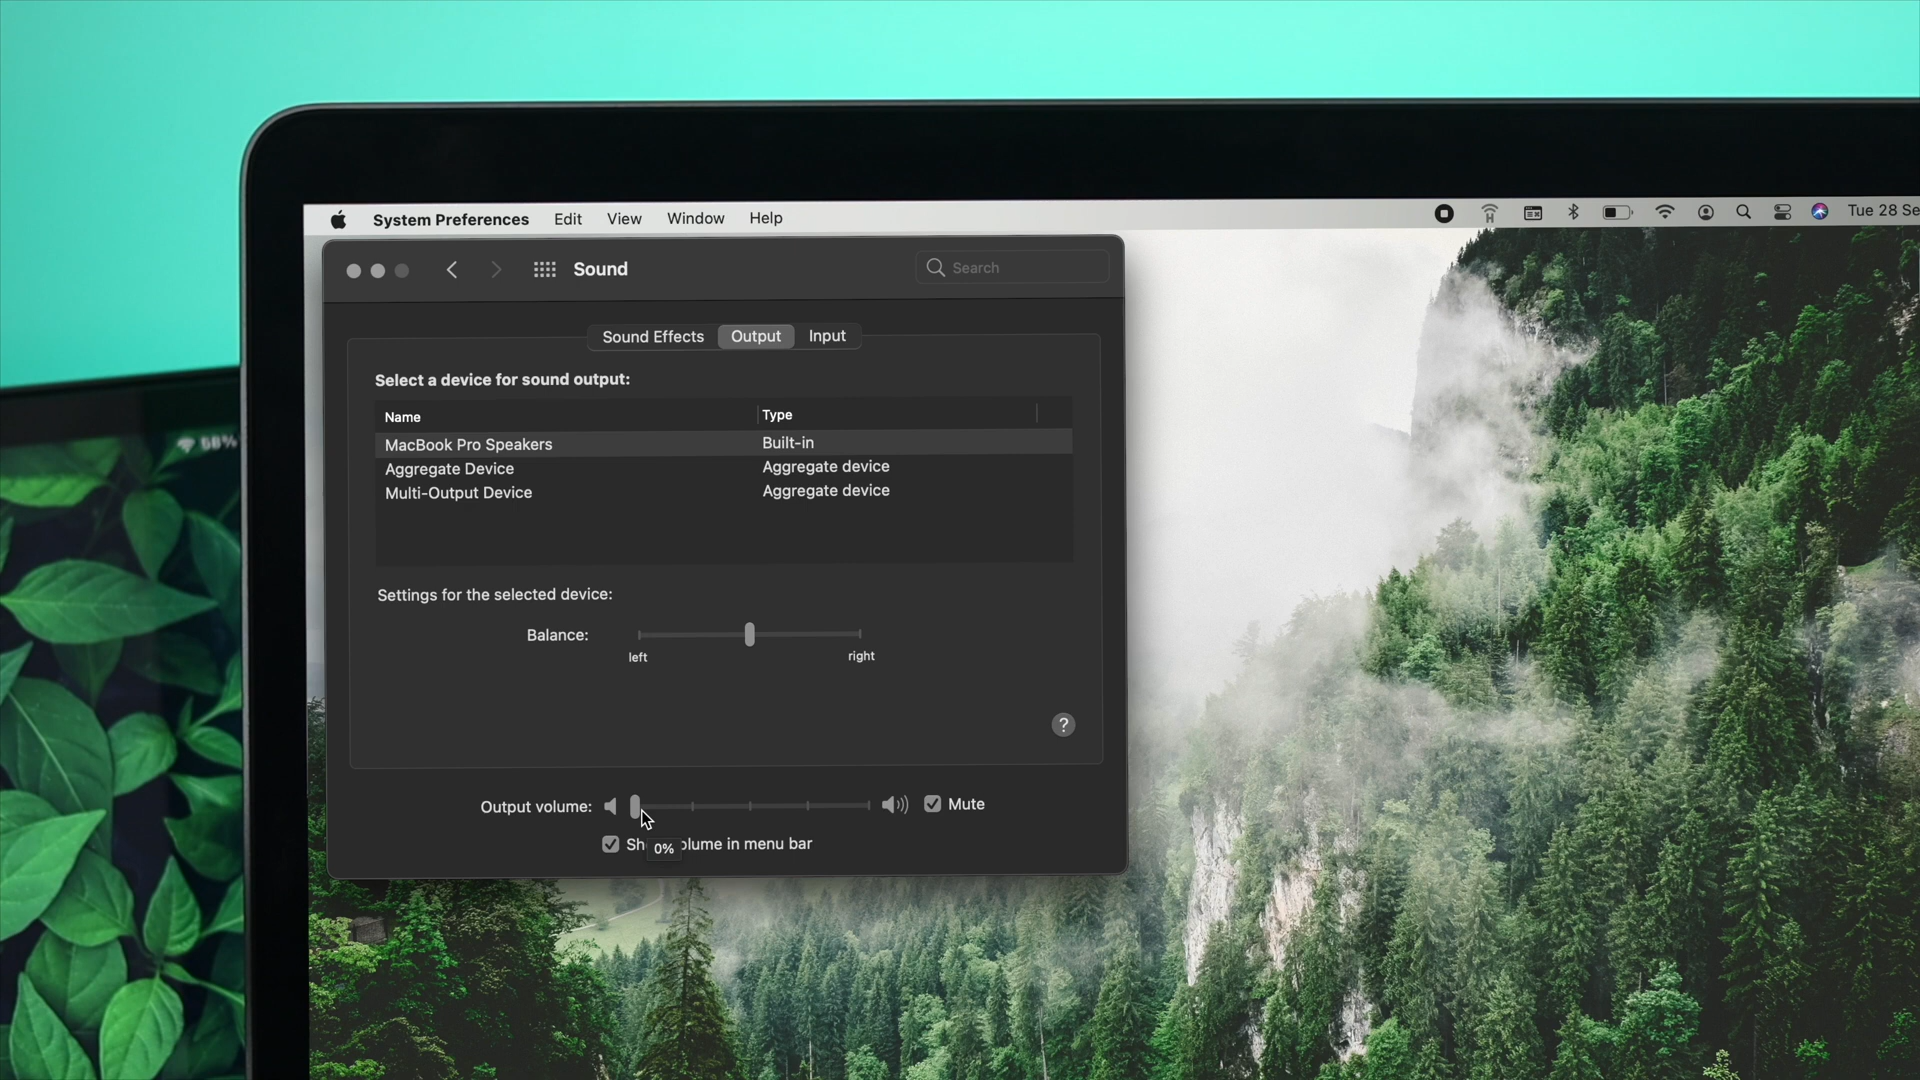 System Preferences Edit View Window Help Tue 28 Se
Sound Search
Sound Effects Output Input
Select a device for sound output:
Name Type
MacBook Pro Speakers Built-in
Aggregate Device Aggregate device
Multi-Output Device Aggregate device
58%
Settings for the selected device:
Balance:
left right
?
Output volume: Mute
Sh olume in menu bar
0%